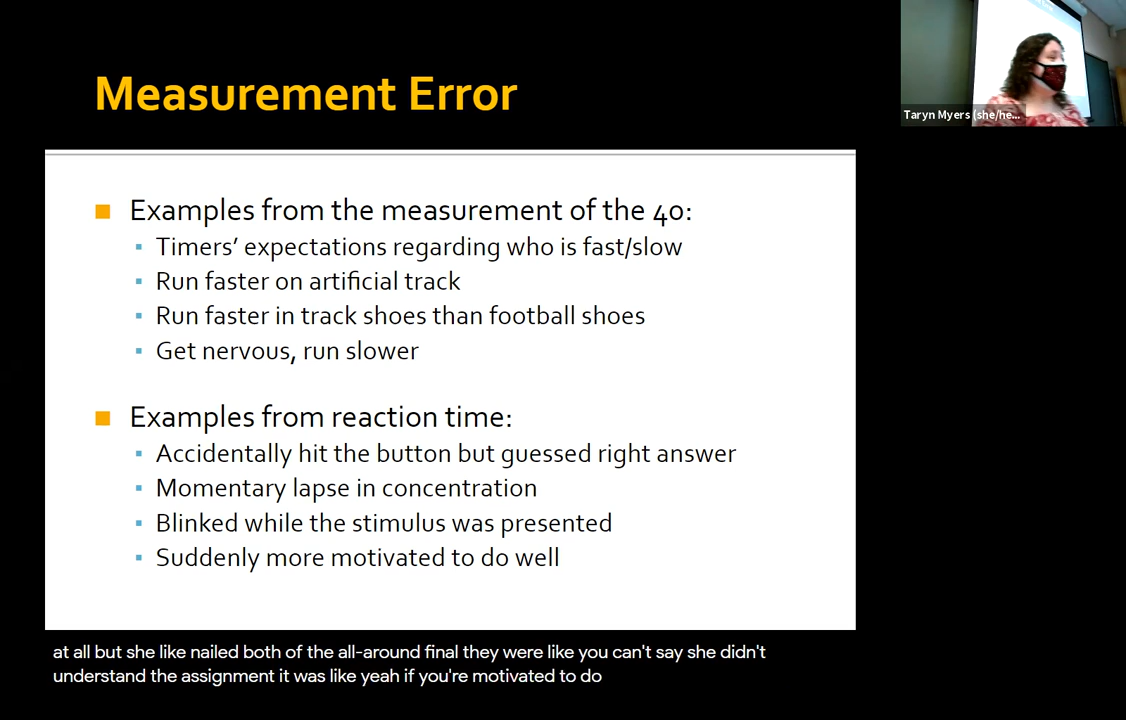 Measurement Error
Taryn Myers (she/he...
Examples from the measurement of the 40:
Timers' expectations regarding who is fast/slow
Run faster on artificial track
Run faster in track shoes than football shoes
Get nervous, run slower
Examples from reaction time:
Accidentally hit the button but guessed right answer
Momentary lapse in concentration
Blinked while the stimulus was presented
Suddenly more motivated to do well
at all but she like nailed both of the all-around final they were like you can't say she didn't
understand the assignment it was like yeah if you're motivated to do